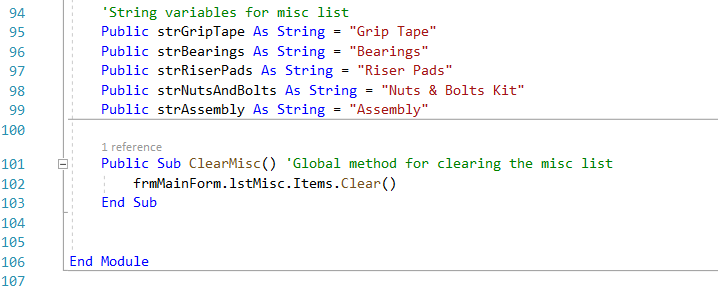 94 'String variables for misc list
95 Public strGripTape As String = "Grip Tape"
96 Public strBearings As String = "Bearings"
97 Public strRiserPads As String = "Riser Pads"
98 Public strNutsAndBolts As String = "Nuts & Bolts Kit"
99 Public strAssembly As String = "Assembly"
100
1 reference
101 Public Sub ClearMisc() 'Global method for clearing the misc list
102 frmMainForm.lstMisc.Items.Clear()
103 End Sub
104
105
106 End Module
107